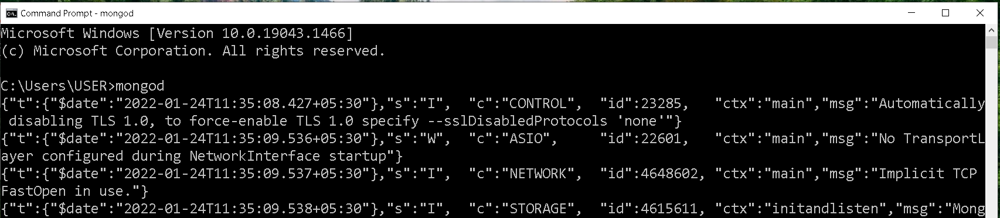 Command Prompt - mongod
Microsoft Windows [Version 10.0.19043.1466]
(c) Microsoft Corporation. All rights reserved.
C:\Users\USER>mongod
{"t":{"$date":"2022-01-24T11:35:08.427+05:30"},"s":"I",  "c":"CONTROL",  "id":23285,   "ctx":"main","msg":"Automatically
 disabling TLS 1.0, to force-enable TLS 1.0 specify --sslDisabledProtocols 'none'"}
{"t":{"$date":"2022-01-24T11:35:09.536+05:30"},"s":"W",  "c":"ASIO",     "id":22601,   "ctx":"main","msg":"No TransportL
ayer configured during NetworkInterface startup"}
{"t":{"$date":"2022-01-24T11:35:09.537+05:30"},"s":"I",  "c":"NETWORK",  "id":4648602, "ctx":"main","msg":"Implicit TCP
FastOpen in use."}
{"t":{"$date":"2022-01-24T11:35:09.538+05:30"},"s":"I",  "c":"STORAGE",  "id":4615611, "ctx":"initandlisten","msg":"Mong